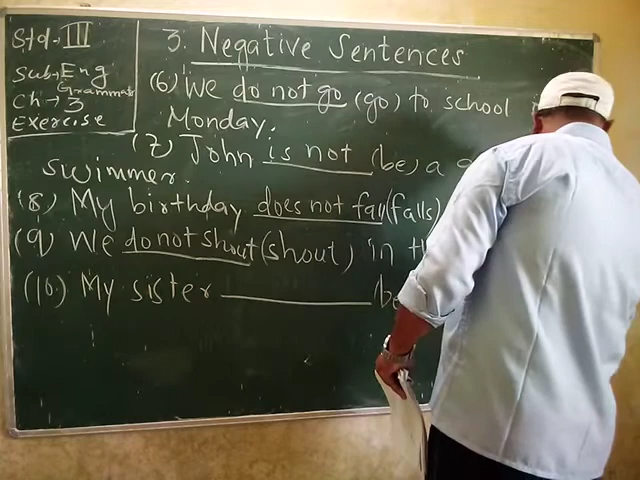 Std. III
Sub→ Eng
Grammar
Ch → 3
Exercise
3. Negative Sentences
(6) We do not go (go) to school
Monday.
(7) John is not (be) a
swimmer.
(8) My birthday does not fall (falls)
(9) We do not shout (shout) in
(10) My sister ____________ (be